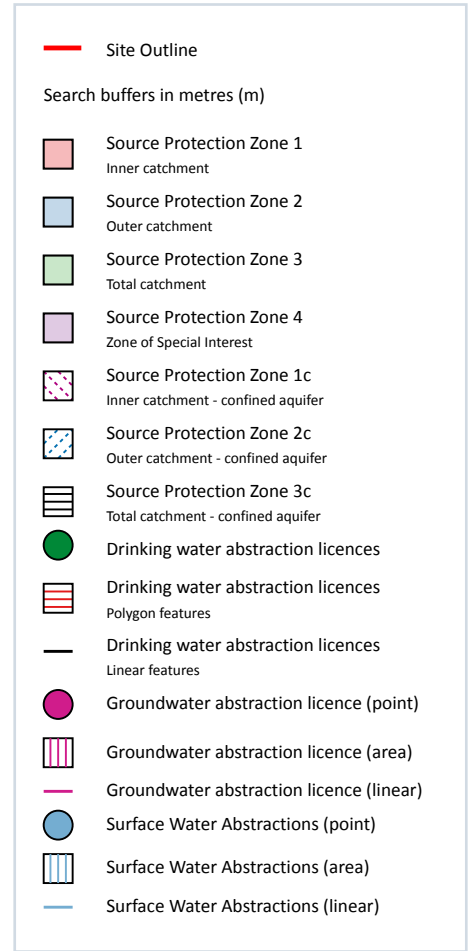 Site Outline
Search buffers in metres (m)
Source Protection Zone 1
Inner catchment
Source Protection Zone 2
Outer catchment
Source Protection Zone 3
Total catchment
Source Protection Zone 4
Zone of Special Interest
Source Protection Zone 1c
Inner catchment - confined aquifer
Source Protection Zone 2c
Outer catchment - confined aquifer
Source Protection Zone 3c
Total catchment - confined aquifer
Drinking water abstraction licences
Drinking water abstraction licences
Polygon features
Drinking water abstraction licences
Linear features
Groundwater abstraction licence (point)
Groundwater abstraction licence (area)
Groundwater abstraction licence (linear)
Surface Water Abstractions (point)
Surface Water Abstractions (area)
Surface Water Abstractions (linear)